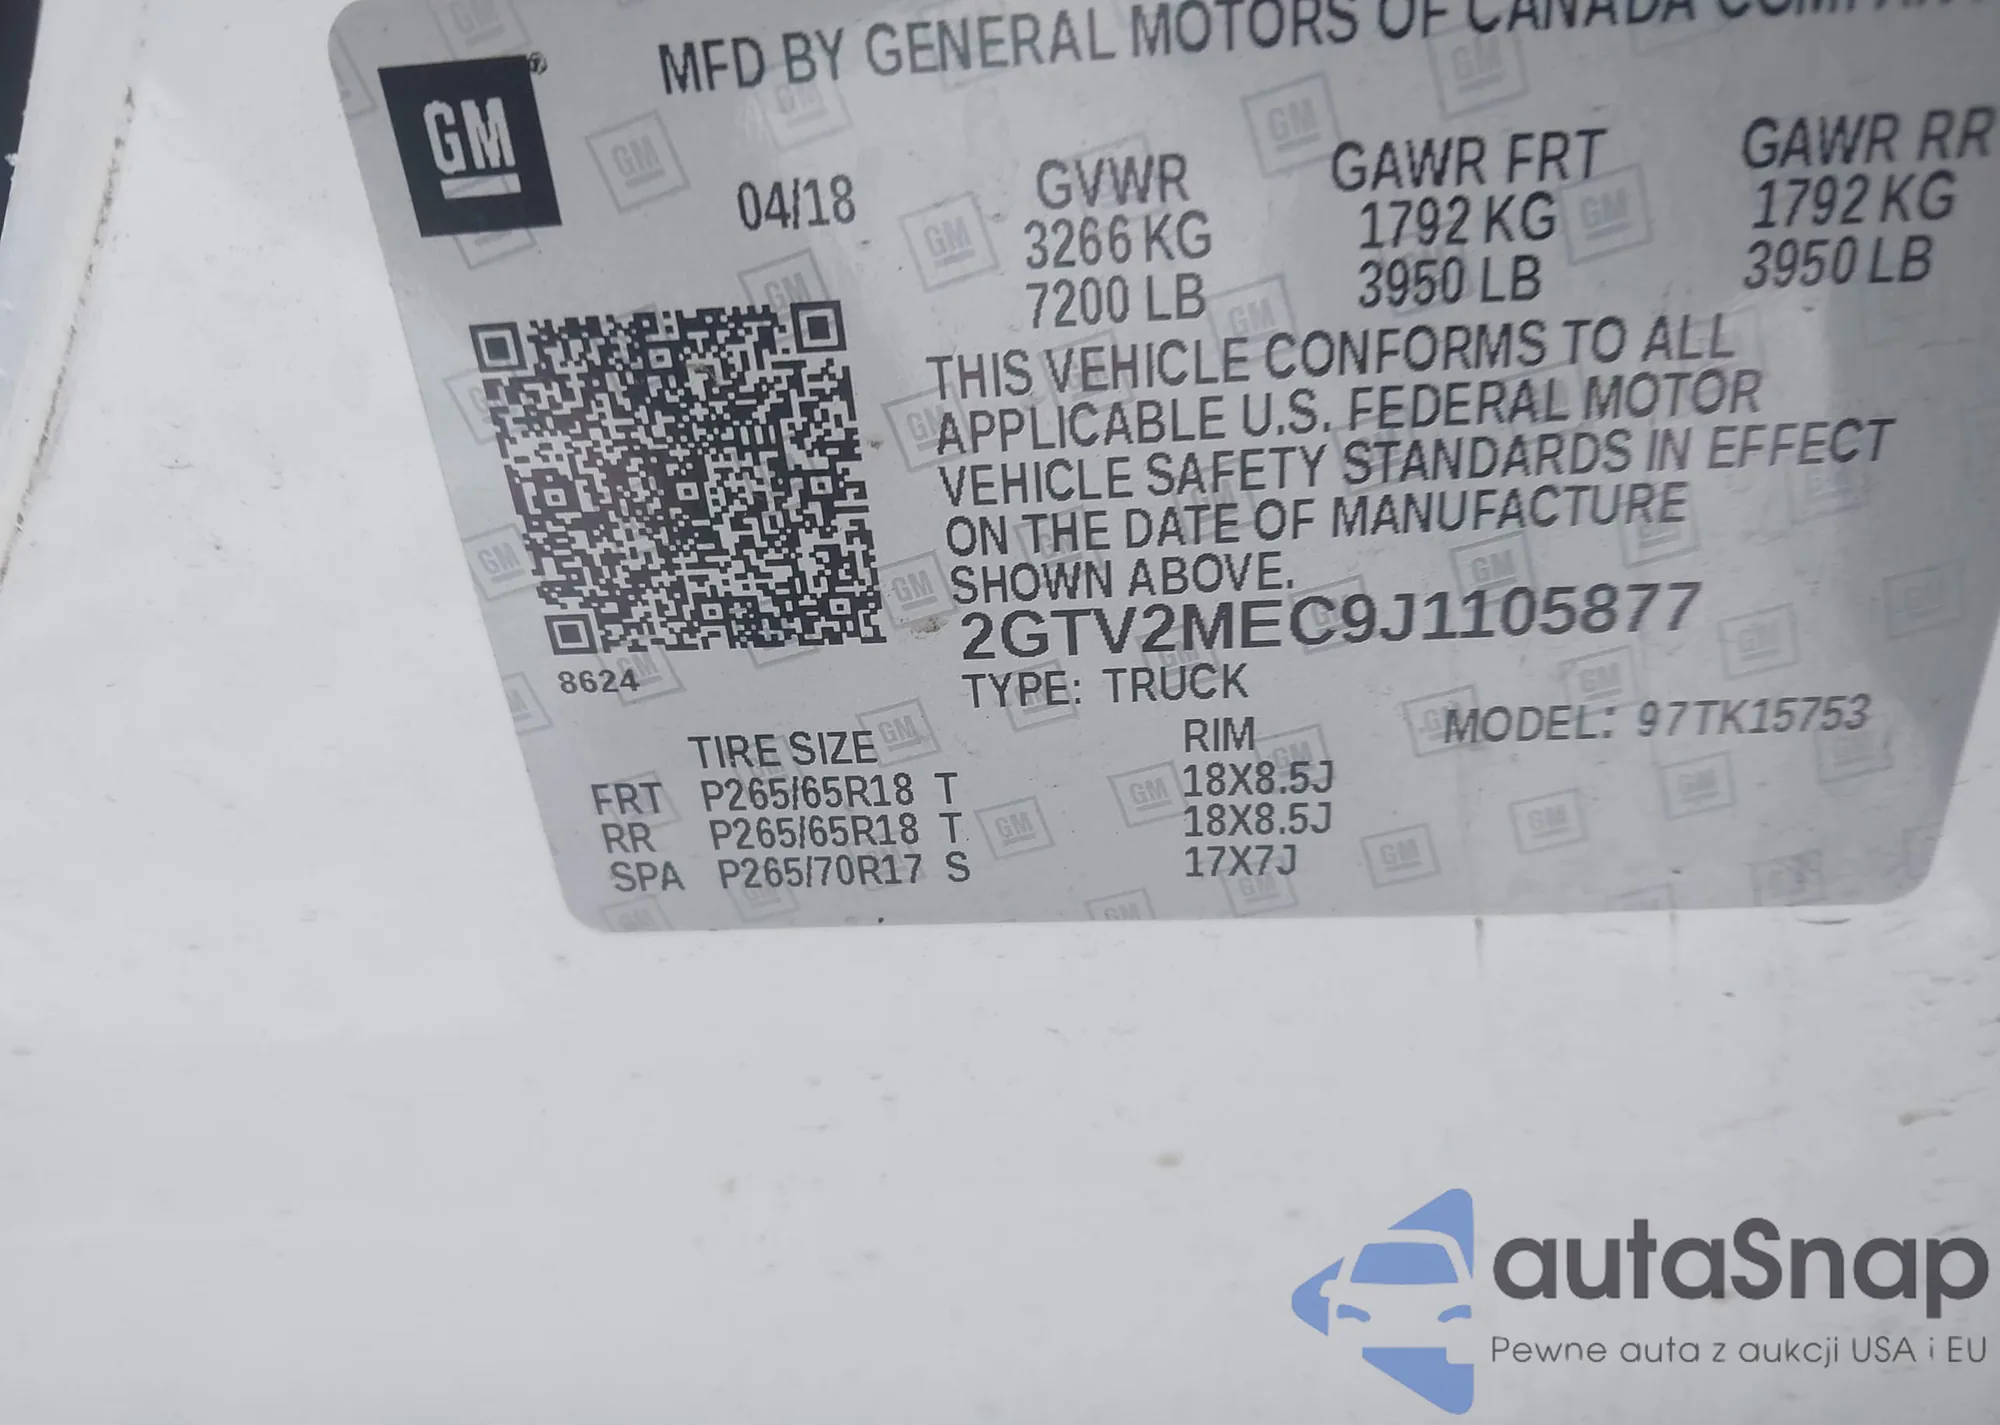 GM
MFD BY GENERAL MOTORS OF CANADA COMPANY
04/18
GVWR
3266 KG
7200 LB
GAWR FRT
1792 KG
3950 LB
GAWR RR
1792 KG
3950 LB
THIS VEHICLE CONFORMS TO ALL
APPLICABLE U.S. FEDERAL MOTOR
VEHICLE SAFETY STANDARDS IN EFFECT
ON THE DATE OF MANUFACTURE
SHOWN ABOVE.
2GTV2MEC9J1105877
8624
TYPE: TRUCK
MODEL: 97TK15753
TIRE SIZE RIM
FRT P265/65R18 T 18X8.5J
RR P265/65R18 T 18X8.5J
SPA P265/70R17 S 17X7J
autaSnap
Pewne auta z aukcji USA i EU